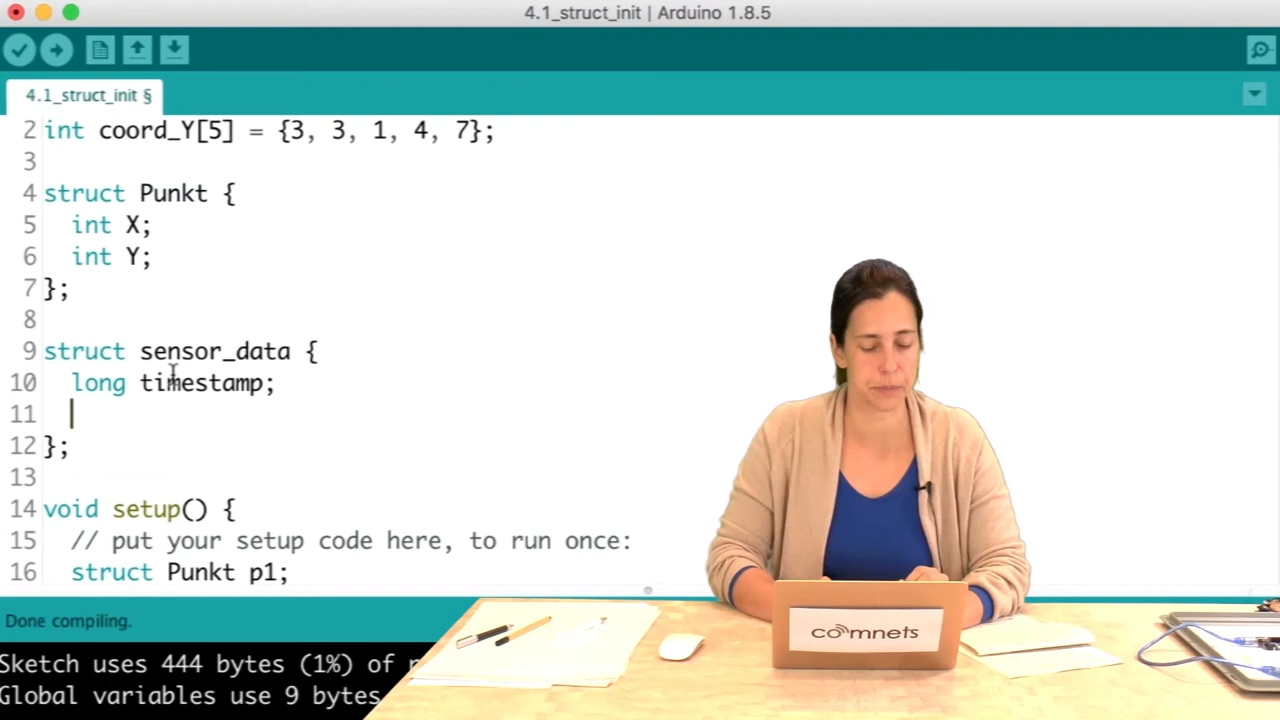 4.1_struct_init | Arduino 1.8.5
4.1_struct_init §
2 int coord_Y[5] = {3, 3, 1, 4, 7};
3
4 struct Punkt {
5 int X;
6 int Y;
7 };
8
9 struct sensor_data {
10 long timestamp;
11
12 };
13
14 void setup() {
15 // put your setup code here, to run once:
16 struct Punkt p1;
Done compiling.
Sketch uses 444 bytes (1%) of
Global variables use 9 bytes
comnets